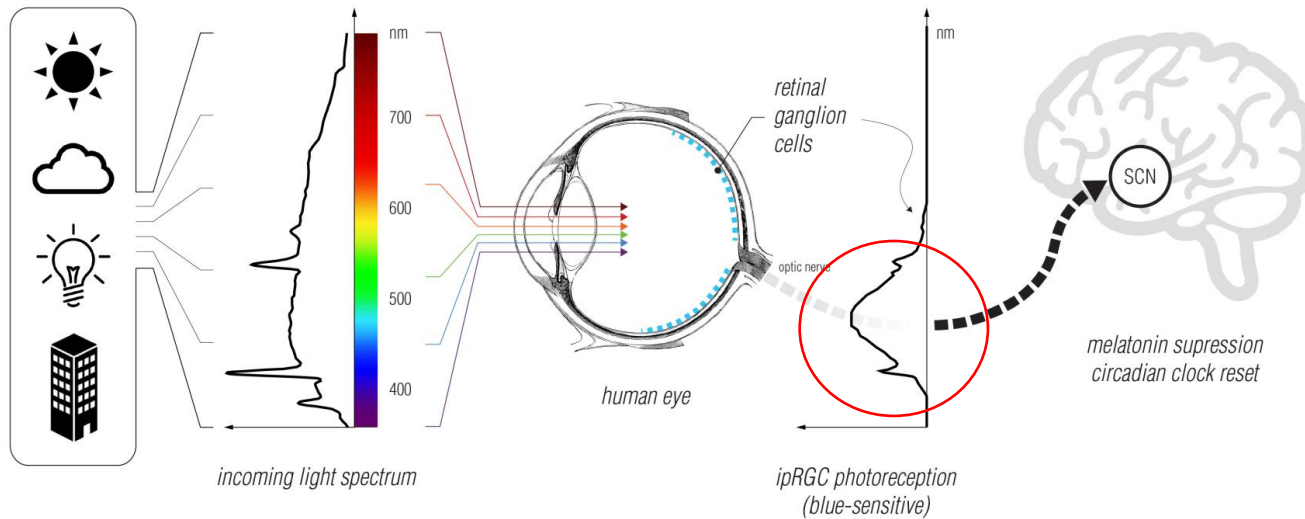 nm
700
600
500
400
incoming light spectrum
human eye
retinal
ganglion
cells
optic nerve
nm
ipRGC photoreception
(blue-sensitive)
SCN
melatonin supression
circadian clock reset